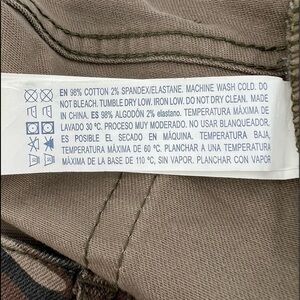 EN 98% COTTON 2% SPANDEX/ELASTANE. MACHINE WASH COLD. DO
NOT BLEACH. TUMBLE DRY LOW. IRON LOW. DO NOT DRY CLEAN. MADE
IN CHINA. ES 98% ALGODÓN 2% elastano. TEMPERATURA MÁXIMA DE
LAVADO 30 ºC. PROCESO MUY MODERADO. NO USAR BLANQUEADOR.
ES POSIBLE EL SECADO EN MÁQUINA. TEMPERATURA BAJA,
TEMPERATURA MÁXIMA DE 60 ºC. PLANCHAR A UNA TEMPERATURA
MÁXIMA DE LA BASE DE 110 ºC, SIN VAPOR. PLANCHAR CON VAPOR